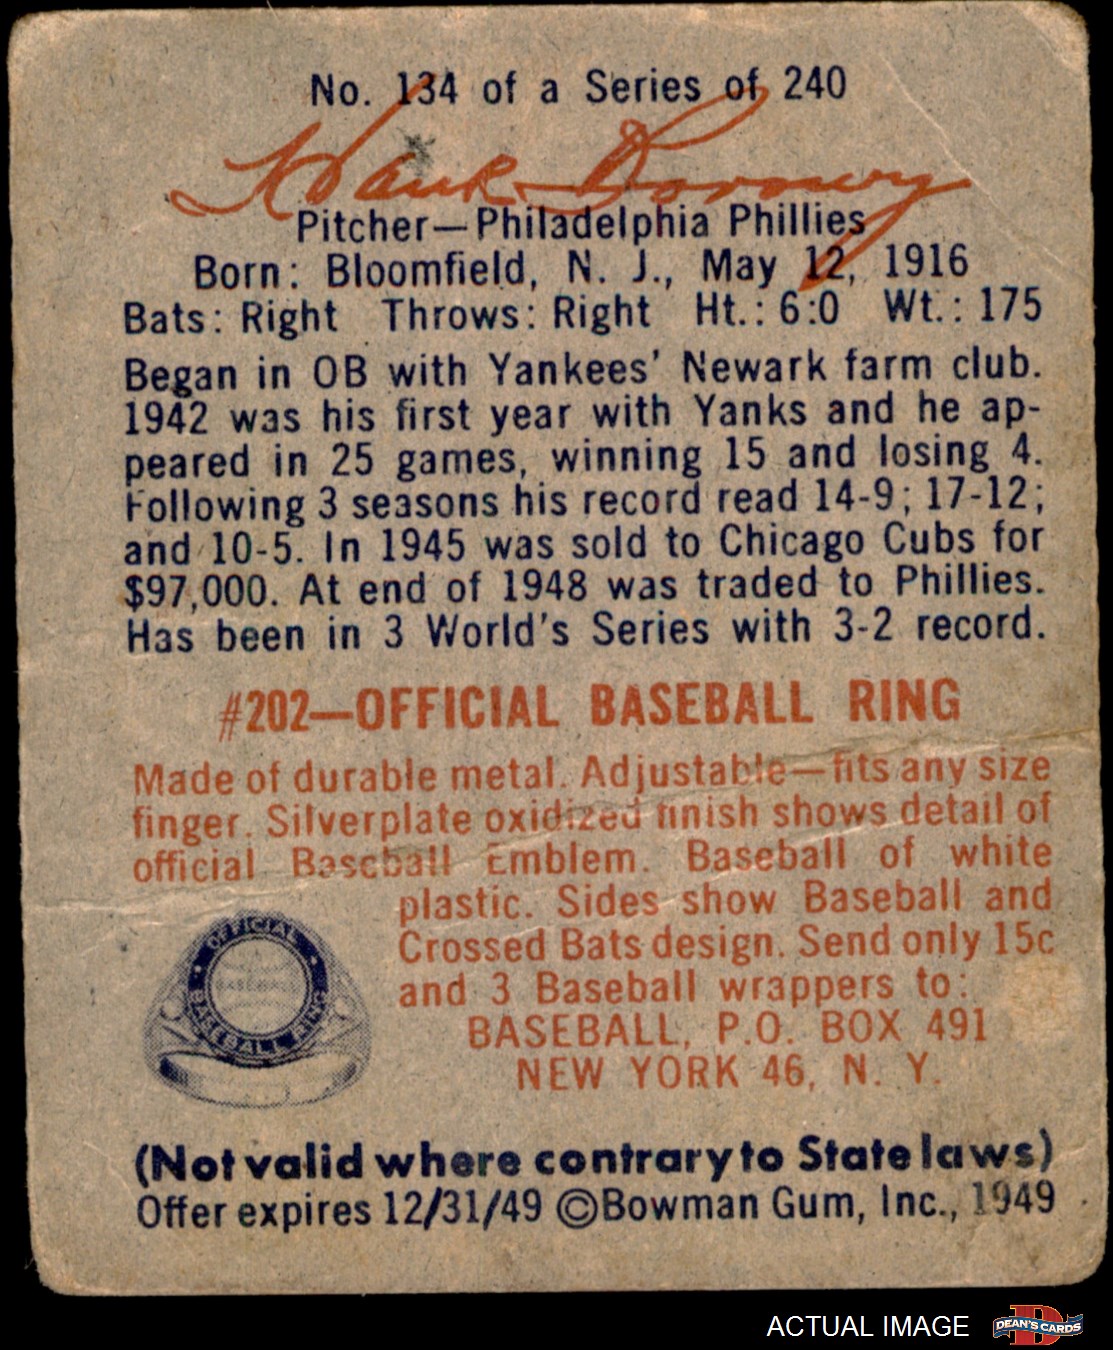 No. 134 of a Series of 240
Hank Borowy
Pitcher—Philadelphia Phillies
Born: Bloomfield, N. J., May 12, 1916
Bats: Right Throws: Right Ht.: 6:0 Wt.: 175
Began in OB with Yankees' Newark farm club.
1942 was his first year with Yanks and he ap-
peared in 25 games, winning 15 and losing 4.
Following 3 seasons his record read 14-9; 17-12;
and 10-5. In 1945 was sold to Chicago Cubs for
$97,000. At end of 1948 was traded to Phillies.
Has been in 3 World's Series with 3-2 record.
#202—OFFICIAL BASEBALL RING
Made of durable metal. Adjustable—fits any size
finger. Silverplate oxidized finish shows detail of
official Baseball Emblem. Baseball of white
plastic. Sides show Baseball and
Crossed Bats design. Send only 15c
and 3 Baseball wrappers to:
BASEBALL, P.O. BOX 491
NEW YORK 46, N. Y.
OFFICIAL
BASEBALL RING
(Not valid where contrary to State laws)
Offer expires 12/31/49 ©Bowman Gum, Inc., 1949
ACTUAL IMAGE
DEAN'S CARDS